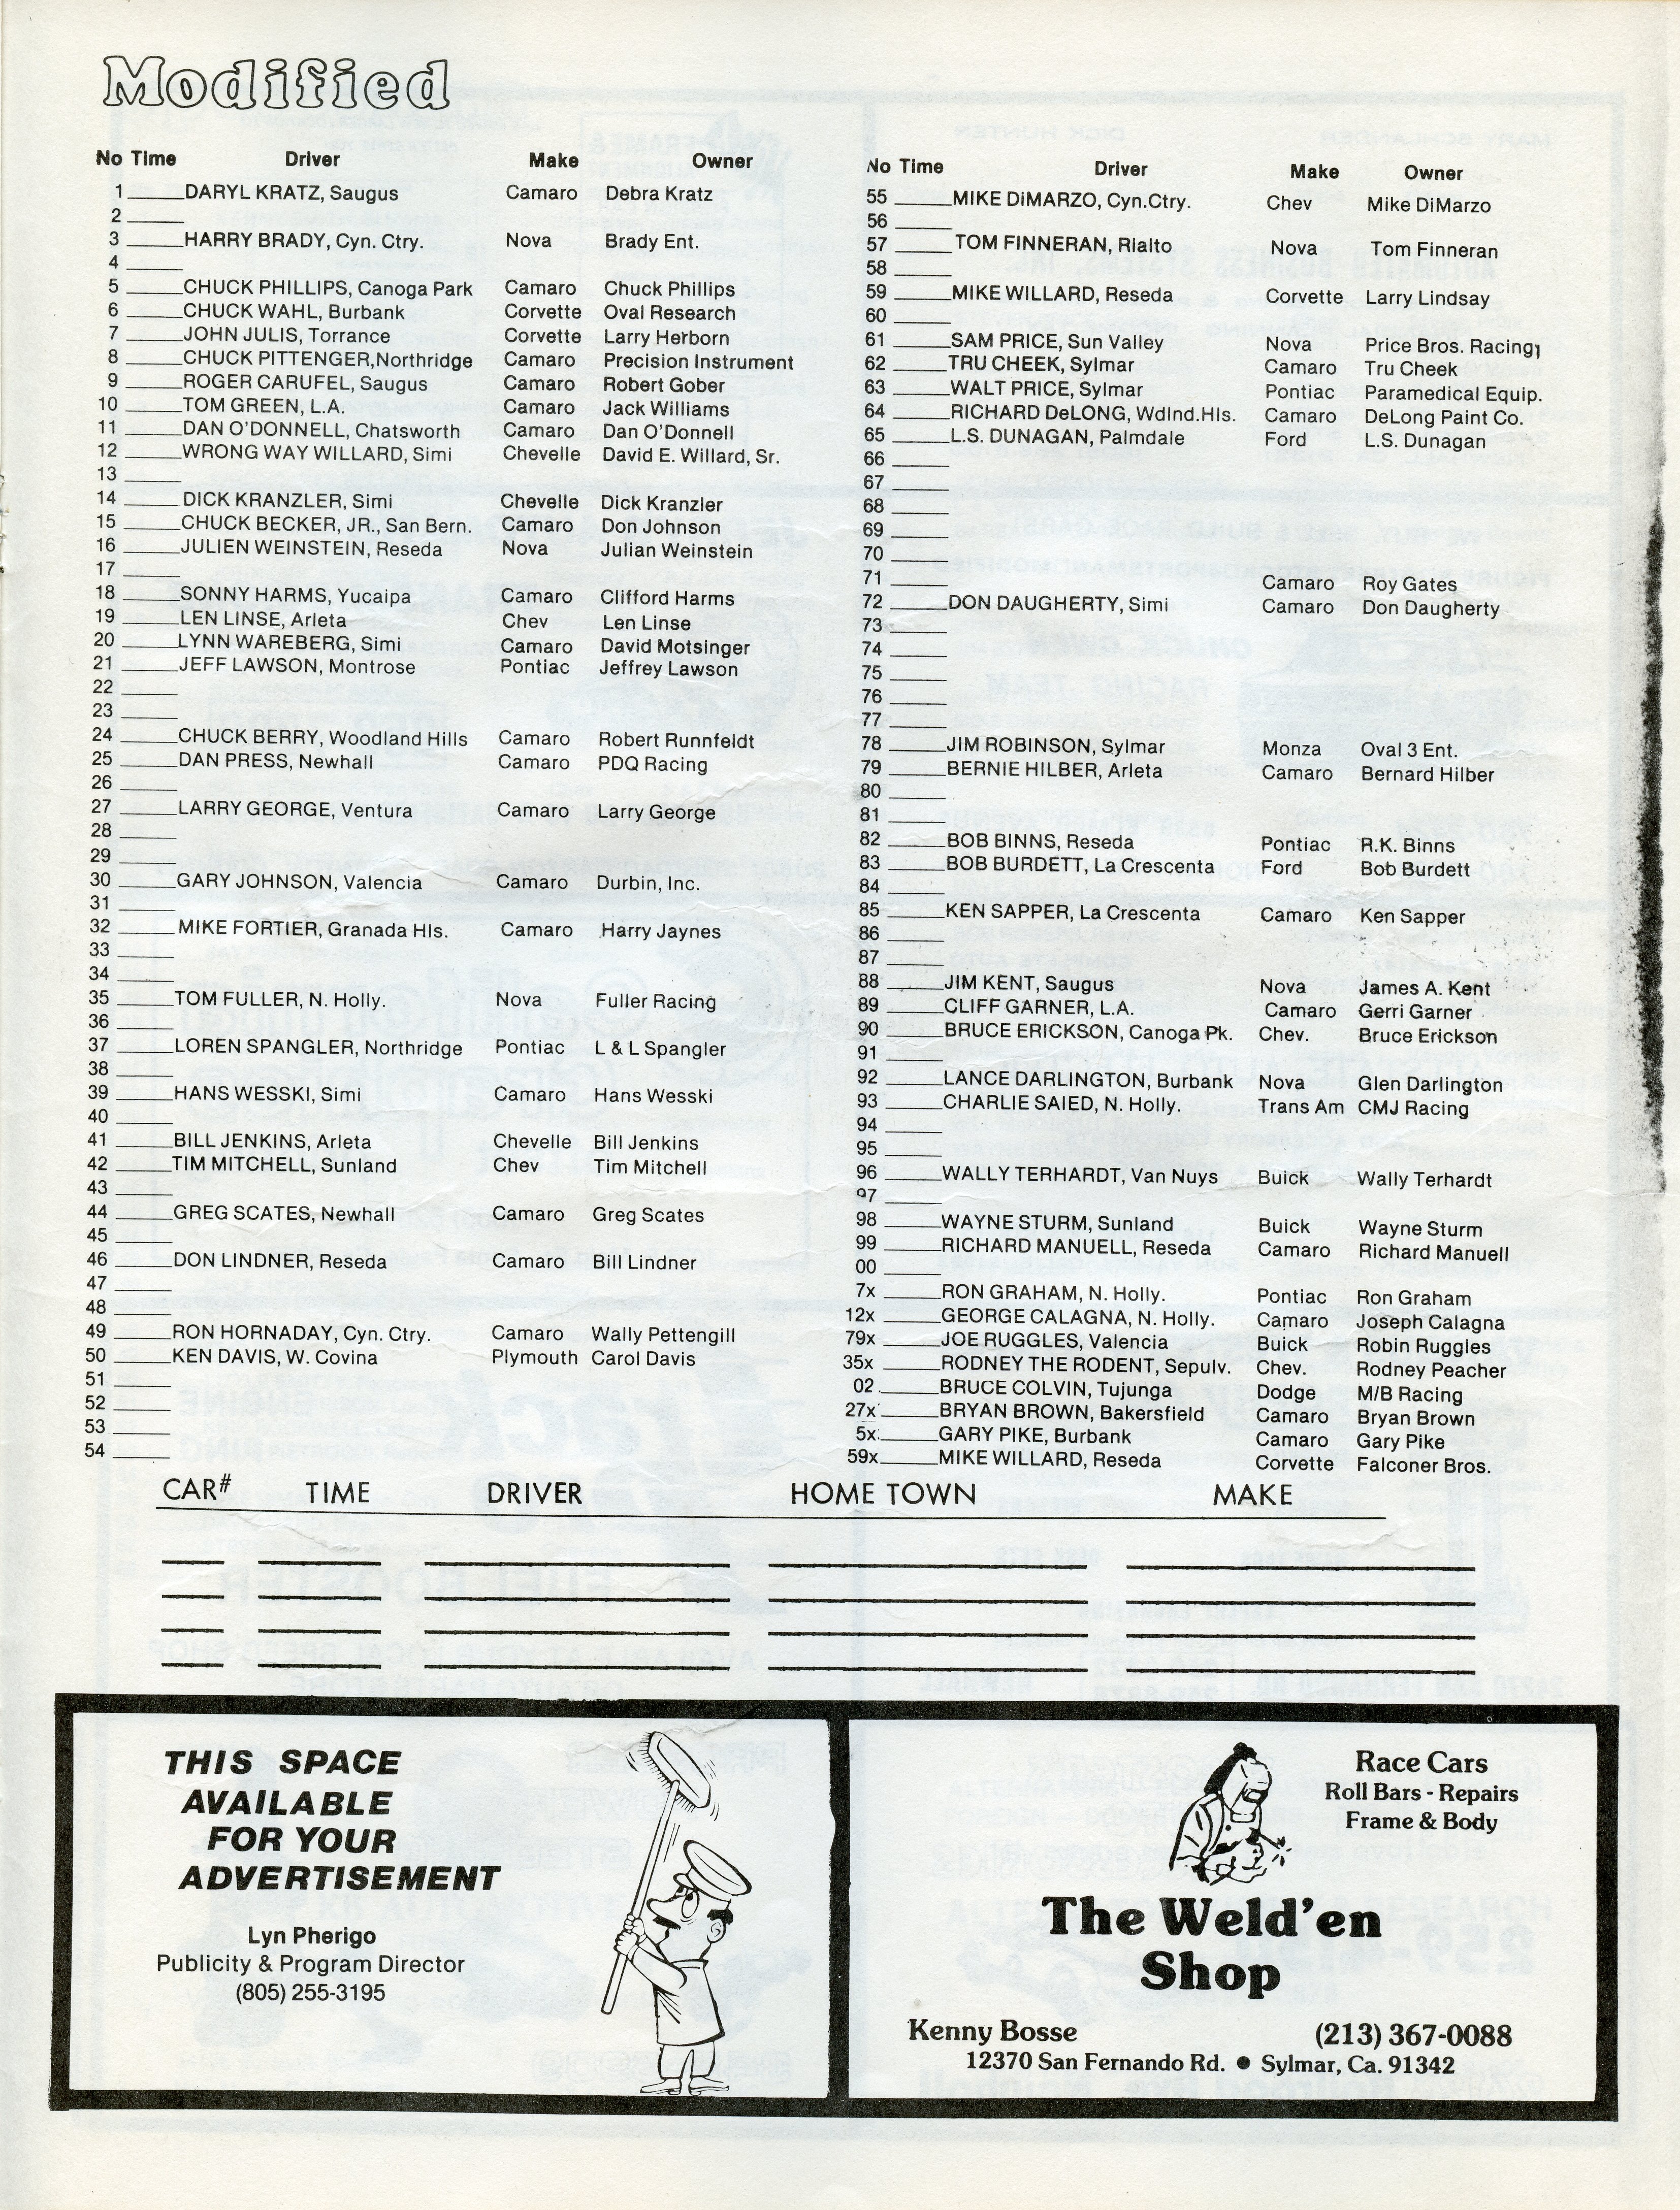 Modified
No Time Driver Make Owner
1 DARYL KRATZ, Saugus Camaro Debra Kratz
2
3 HARRY BRADY, Cyn. Ctry. Nova Brady Ent.
4
5 CHUCK PHILLIPS, Canoga Park Camaro Chuck Phillips
6 CHUCK WAHL, Burbank Corvette Oval Research
7 JOHN JULIS, Torrance Corvette Larry Herborn
8 CHUCK PITTENGER,Northridge Camaro Precision Instrument
9 ROGER CARUFEL, Saugus Camaro Robert Gober
10 TOM GREEN, L.A. Camaro Jack Williams
11 DAN O'DONNELL, Chatsworth Camaro Dan O'Donnell
12 WRONG WAY WILLARD, Simi Chevelle David E. Willard, Sr.
13
14 DICK KRANZLER, Simi Chevelle Dick Kranzler
15 CHUCK BECKER, JR., San Bern. Camaro Don Johnson
16 JULIEN WEINSTEIN, Reseda Nova Julian Weinstein
17
18 SONNY HARMS, Yucaipa Camaro Clifford Harms
19 LEN LINSE, Arleta Chev Len Linse
20 LYNN WAREBERG, Simi Camaro David Motsinger
21 JEFF LAWSON, Montrose Pontiac Jeffrey Lawson
22
23
24 CHUCK BERRY, Woodland Hills Camaro Robert Runnfeldt
25 DAN PRESS, Newhall Camaro PDQ Racing
26
27 LARRY GEORGE, Ventura Camaro Larry George
28
29
30 GARY JOHNSON, Valencia Camaro Durbin, Inc.
31
32 MIKE FORTIER, Granada Hls. Camaro Harry Jaynes
33
34
35 TOM FULLER, N. Holly. Nova Fuller Racing
36
37 LOREN SPANGLER, Northridge Pontiac L & L Spangler
38
39 HANS WESSKI, Simi Camaro Hans Wesski
40
41 BILL JENKINS, Arleta Chevelle Bill Jenkins
42 TIM MITCHELL, Sunland Chev Tim Mitchell
43
44 GREG SCATES, Newhall Camaro Greg Scates
45
46 DON LINDNER, Reseda Camaro Bill Lindner
47
48
49 RON HORNADAY, Cyn. Ctry. Camaro Wally Pettengill
50 KEN DAVIS, W. Covina Plymouth Carol Davis
51
52
53
54
No Time Driver Make Owner
55 MIKE DiMARZO, Cyn.Ctry. Chev Mike DiMarzo
56
57 TOM FINNERAN, Rialto Nova Tom Finneran
58
59 MIKE WILLARD, Reseda Corvette Larry Lindsay
60
61 SAM PRICE, Sun Valley Nova Price Bros. Racing
62 TRU CHEEK, Sylmar Camaro Tru Cheek
63 WALT PRICE, Sylmar Pontiac Paramedical Equip.
64 RICHARD DeLONG, Wdlnd.Hls. Camaro DeLong Paint Co.
65 L.S. DUNAGAN, Palmdale Ford L.S. Dunagan
66
67
68
69
70
71 Camaro Roy Gates
72 DON DAUGHERTY, Simi Camaro Don Daugherty
73
74
75
76
77
78 JIM ROBINSON, Sylmar Monza Oval 3 Ent.
79 BERNIE HILBER, Arleta Camaro Bernard Hilber
80
81
82 BOB BINNS, Reseda Pontiac R.K. Binns
83 BOB BURDETT, La Crescenta Ford Bob Burdett
84
85 KEN SAPPER, La Crescenta Camaro Ken Sapper
86
87
88 JIM KENT, Saugus Nova James A. Kent
89 CLIFF GARNER, L.A. Camaro Gerri Garner
90 BRUCE ERICKSON, Canoga Pk. Chev. Bruce Erickson
91
92 LANCE DARLINGTON, Burbank Nova Glen Darlington
93 CHARLIE SAIED, N. Holly. Trans Am CMJ Racing
94
95
96 WALLY TERHARDT, Van Nuys Buick Wally Terhardt
97
98 WAYNE STURM, Sunland Buick Wayne Sturm
99 RICHARD MANUELL, Reseda Camaro Richard Manuell
00
7x RON GRAHAM, N. Holly. Pontiac Ron Graham
12x GEORGE CALAGNA, N. Holly. Camaro Joseph Calagna
79x JOE RUGGLES, Valencia Buick Robin Ruggles
35x RODNEY THE RODENT, Sepulv. Chev. Rodney Peacher
02 BRUCE COLVIN, Tujunga Dodge M/B Racing
27x BRYAN BROWN, Bakersfield Camaro Bryan Brown
5x GARY PIKE, Burbank Camaro Gary Pike
59x MIKE WILLARD, Reseda Corvette Falconer Bros.
CAR# TIME DRIVER HOME TOWN MAKE
THIS SPACE
AVAILABLE
FOR YOUR
ADVERTISEMENT
Lyn Pherigo
Publicity & Program Director
(805) 255-3195
Race Cars
Roll Bars - Repairs
Frame & Body
The Weld'en
Shop
Kenny Bosse (213) 367-0088
12370 San Fernando Rd. ● Sylmar, Ca. 91342